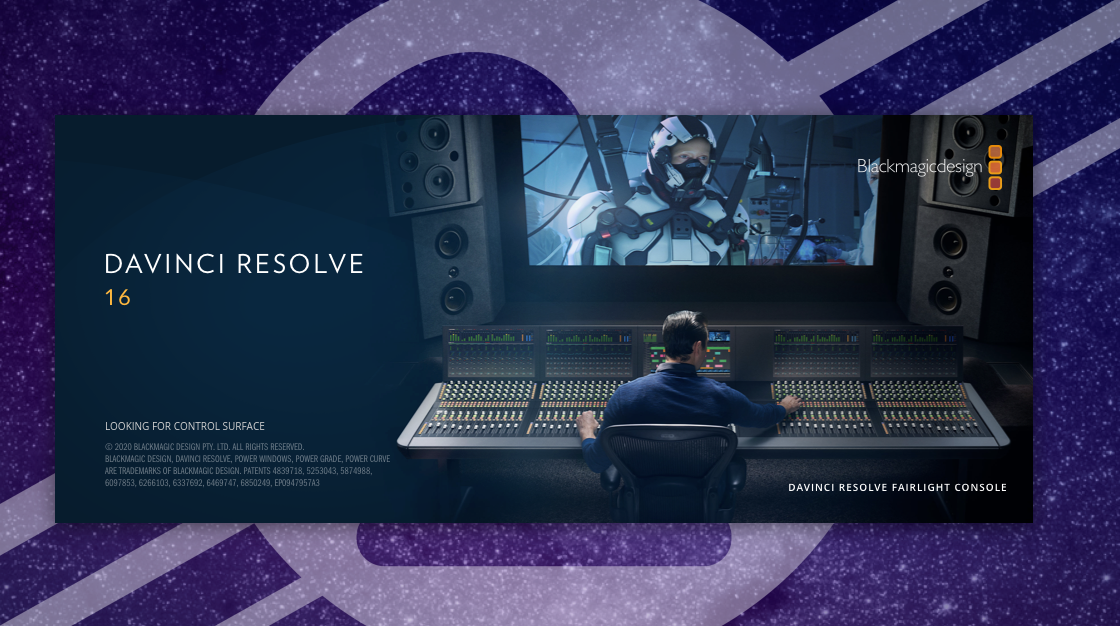 Blackmagicdesign
DAVINCI RESOLVE
16
LOOKING FOR CONTROL SURFACE
© 2020 BLACKMAGIC DESIGN PTY. LTD. ALL RIGHTS RESERVED.
BLACKMAGIC DESIGN, DAVINCI RESOLVE, POWER WINDOWS, POWER GRADE, POWER CURVE
ARE TRADEMARKS OF BLACKMAGIC DESIGN. PATENTS 4839718, 5253043, 5874988,
6097853, 6266103, 6337692, 6469747, 6850249, EP0947957A3
DAVINCI RESOLVE FAIRLIGHT CONSOLE